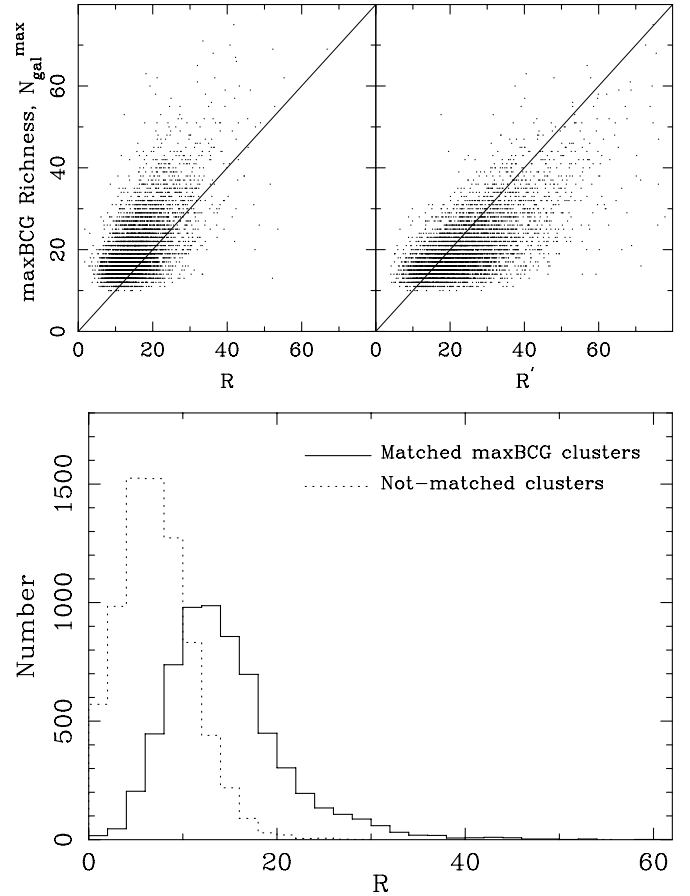 maxBCG Richness, N_gal^max
60
40
20
0
0 20 40 60
0 20 40 60
R
R′
Matched maxBCG clusters
Not-matched clusters
Number
1500
1000
500
0
0 20 40 60
R